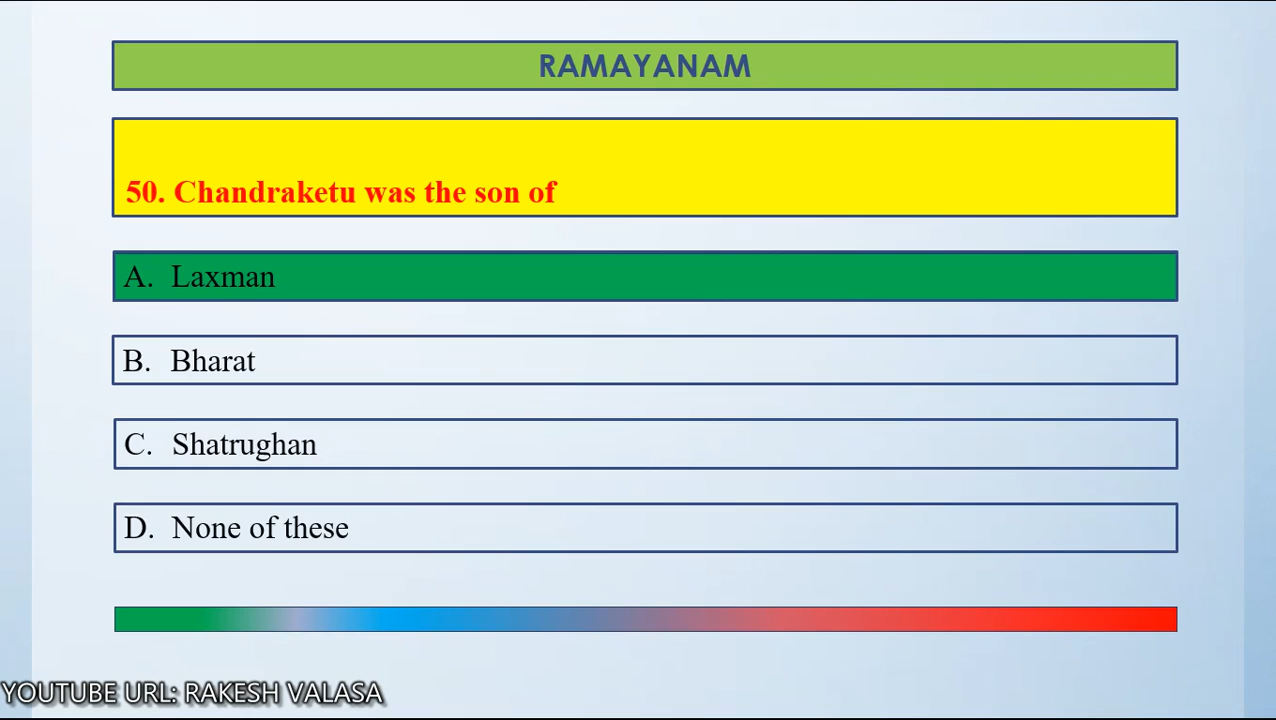 RAMAYANAM
50. Chandraketu was the son of
A. Laxman
B. Bharat
C. Shatrughan
D. None of these
YOUTUBE URL: RAKESH VALASA